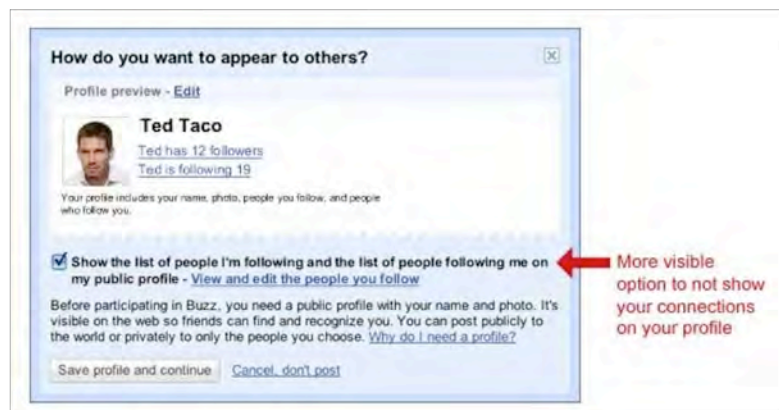 How do you want to appear to others?
Profile preview - Edit
Ted Taco
Ted has 12 followers
Ted is following 19
Your profile includes your name, photo, people you follow, and people
who follow you.
Show the list of people I'm following and the list of people following me on
my public profile - View and edit the people you follow
More visible
option to not show
your connections
on your profile
Before participating in Buzz, you need a public profile with your name and photo. It's
visible on the web so friends can find and recognize you. You can post publicly to
the world or privately to only the people you choose. Why do I need a profile?
Save profile and continue Cancel, don't post